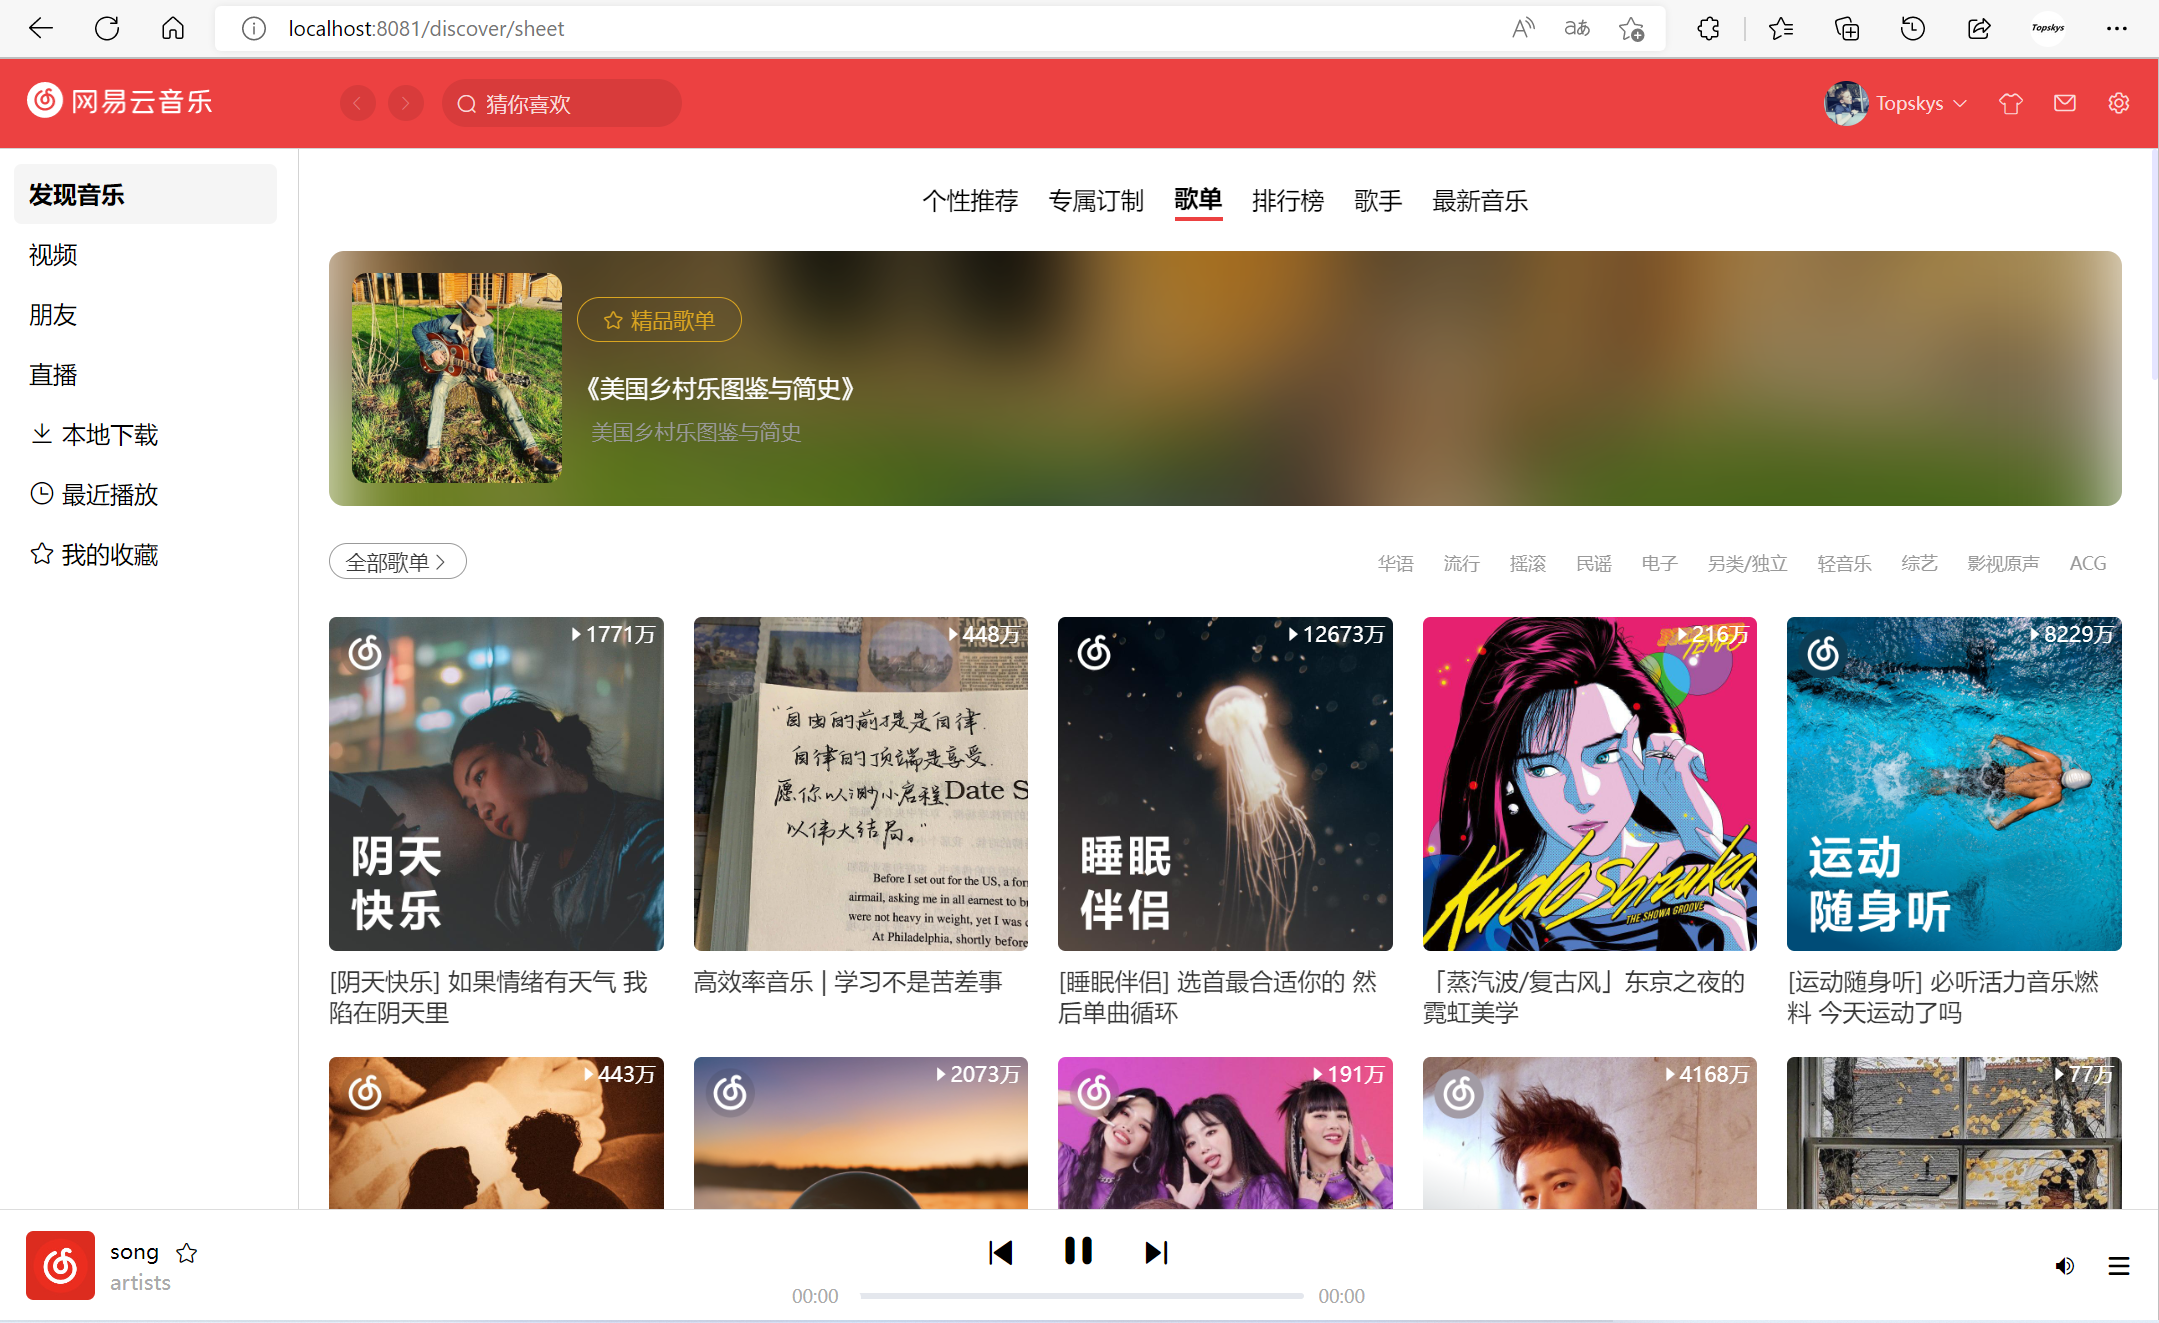 localhost:8081/discover/sheet
Topskys
网易云音乐
猜你喜欢
Topskys
发现音乐
视频
朋友
直播
本地下载
最近播放
我的收藏
个性推荐 专属订制 歌单 排行榜 歌手 最新音乐
精品歌单
《美国乡村乐图鉴与简史》
美国乡村乐图鉴与简史
全部歌单
华语 流行 摇滚 民谣 电子 另类/独立 轻音乐 综艺 影视原声 ACG
1771万
阴天
快乐
[阴天快乐] 如果情绪有天气 我
陷在阴天里
448万
“自由的前提是自律.
自律的顶端是享受.
愿你以渺小启程、
以伟大结局。”
Date S
Before I set out for the US, a for
airmail, asking me in all earnest to b
were not heavy in weight, yet I was
At Philadelphia, shortly before
高效率音乐 | 学习不是苦差事
12673万
睡眠
伴侣
[睡眠伴侣] 选首最合适你的 然
后单曲循环
216万
TEMPO
Kudo Shizuka
THE SHOWA GROOVE
「蒸汽波/复古风」东京之夜的
霓虹美学
8229万
运动
随身听
[运动随身听] 必听活力音乐燃
料 今天运动了吗
443万
2073万
191万
4168万
77万
song
artists
00:00
00:00